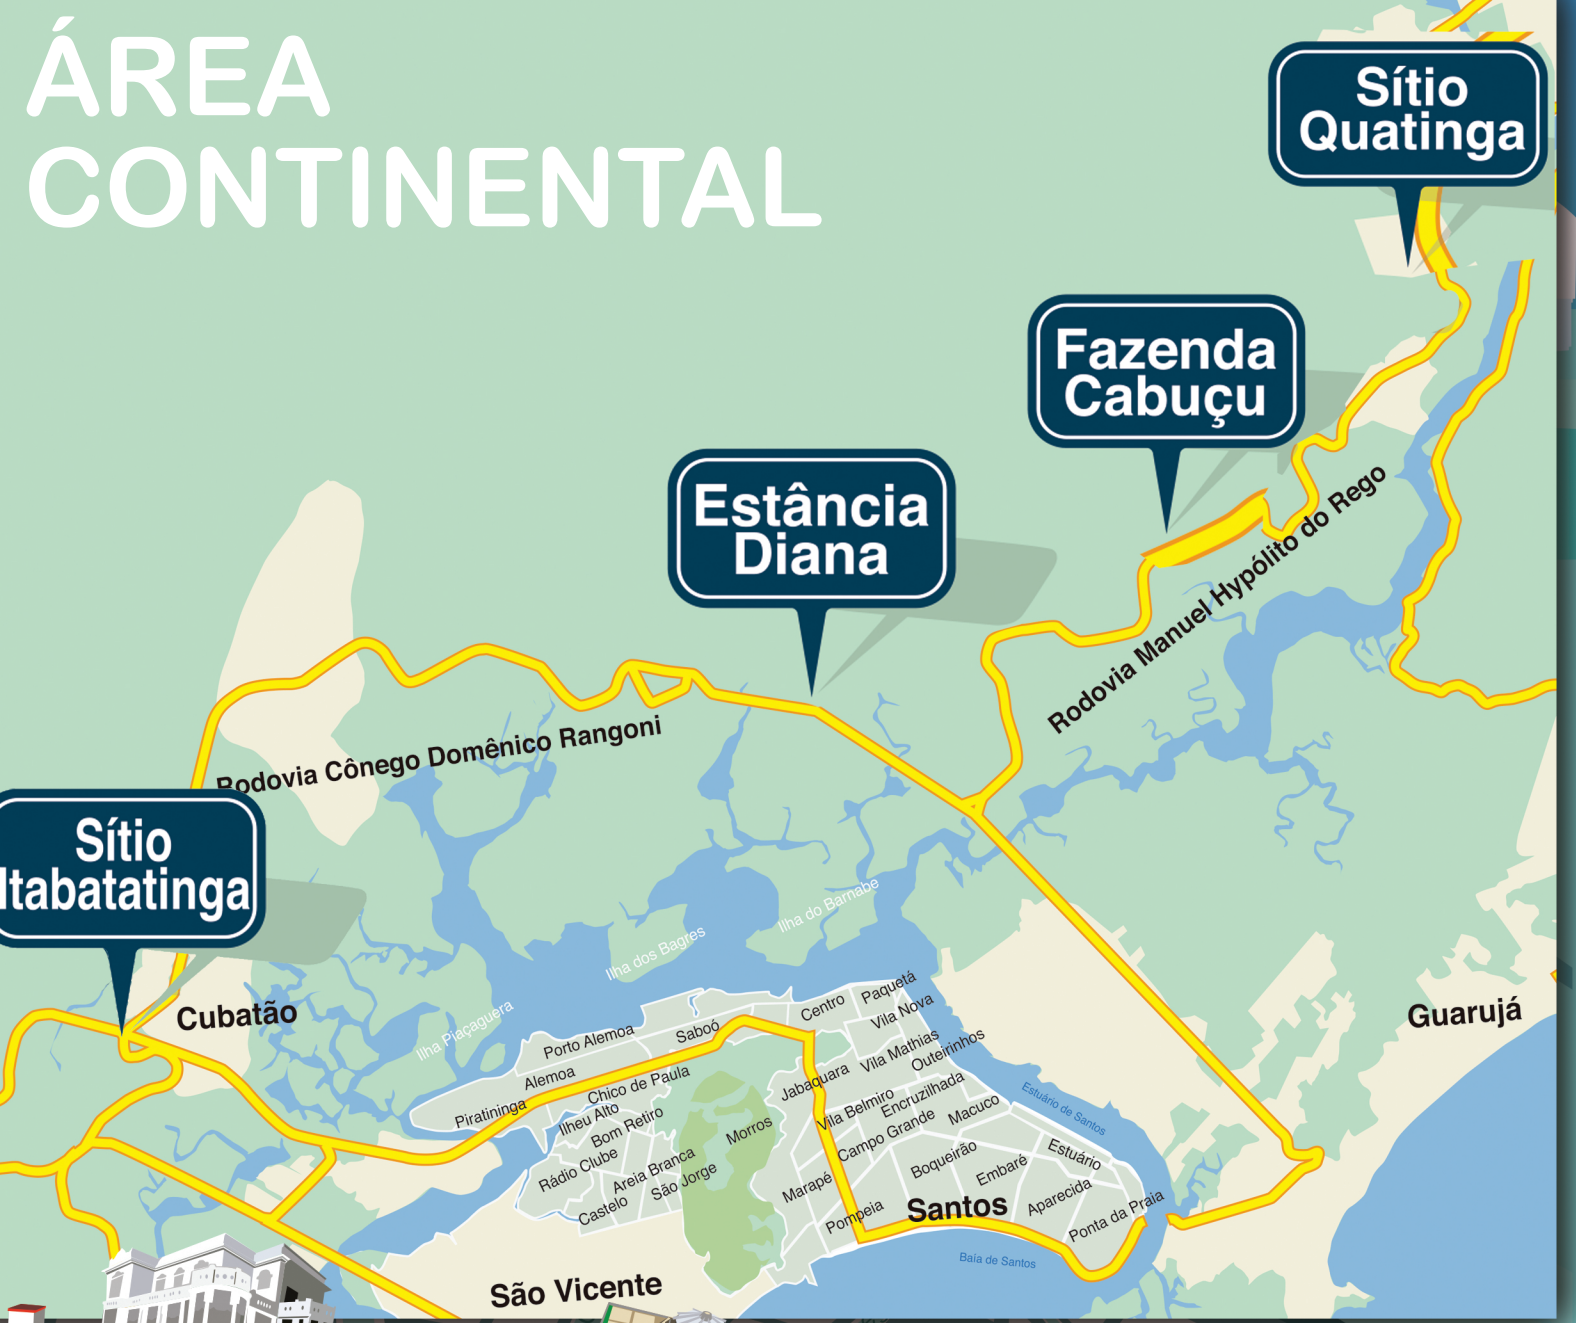 ÁREA
CONTINENTAL
Sítio
Quatinga
Fazenda
Cabuçu
Estância
Diana
Rodovia Manuel Hypólito do Rego
Rodovia Cônego Domênico Rangoni
Sítio
Itabatatinga
Cubatão
Guarujá
Ilha do Barnabe
Ilha dos Bagres
Ilha Piaçaguera
Paquetá
Centro
Vila Nova
Porto Alemoa
Saboó
Vila Mathias
Outeirinhos
Alemoa
Chico de Paula
Jabaquara
Encruzilhada
Estuário de Santos
Piratininga
Ilheu Alto
Vila Belmiro
Macuco
Bom Retiro
Morros
Campo Grande
Rádio Clube
Areia Branca
Boqueirão
Estuário
Embaré
São Jorge
Marapé
Castelo
Aparecida
Pompeia
Santos
Ponta da Praia
Baia de Santos
São Vicente